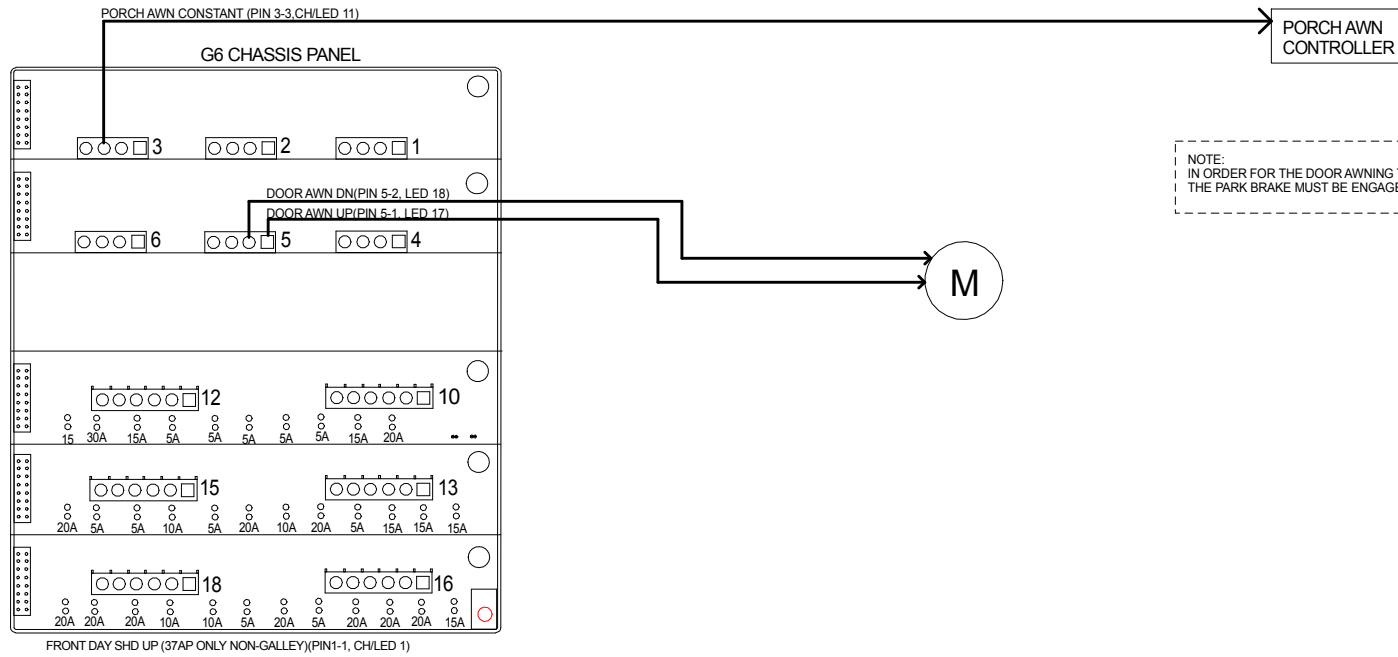 PORCH AWN CONSTANT (PIN 3-3,CH/LED 11)
PORCH AWN
CONTROLLER
G6 CHASSIS PANEL
3 2 1
NOTE:
IN ORDER FOR THE DOOR AWNING
THE PARK BRAKE MUST BE ENGAGE
DOOR AWN DN(PIN 5-2, LED 18)
DOOR AWN UP(PIN 5-1, LED 17)
6 5 4
M
12 10
15 30A 15A 5A 5A 5A 5A 5A 15A 20A
15 13
20A 5A 5A 10A 5A 20A 10A 20A 5A 15A 15A 15A
18 16
20A 20A 20A 10A 10A 5A 20A 5A 20A 20A 20A 15A
FRONT DAY SHD UP (37AP ONLY NON-GALLEY)(PIN1-1, CH/LED 1)